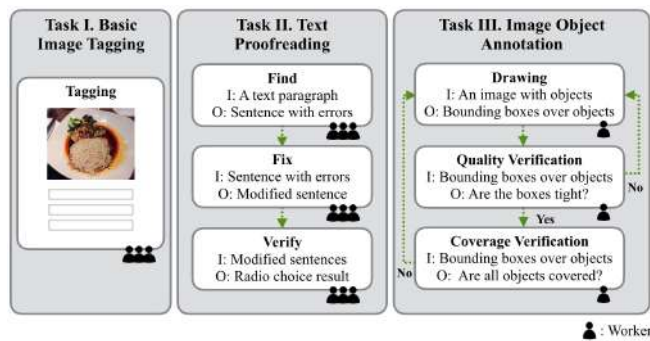 Task I. Basic
Image Tagging
Tagging
Task II. Text
Proofreading
Find
I: A text paragraph
O: Sentence with errors
Fix
I: Sentence with errors
O: Modified sentence
Verify
I: Modified sentences
O: Radio choice result
Task III. Image Object
Annotation
Drawing
I: An image with objects
O: Bounding boxes over objects
Quality Verification
I: Bounding boxes over objects
O: Are the boxes tight?
No
Yes
Coverage Verification
I: Bounding boxes over objects
O: Are all objects covered?
No
: Worker